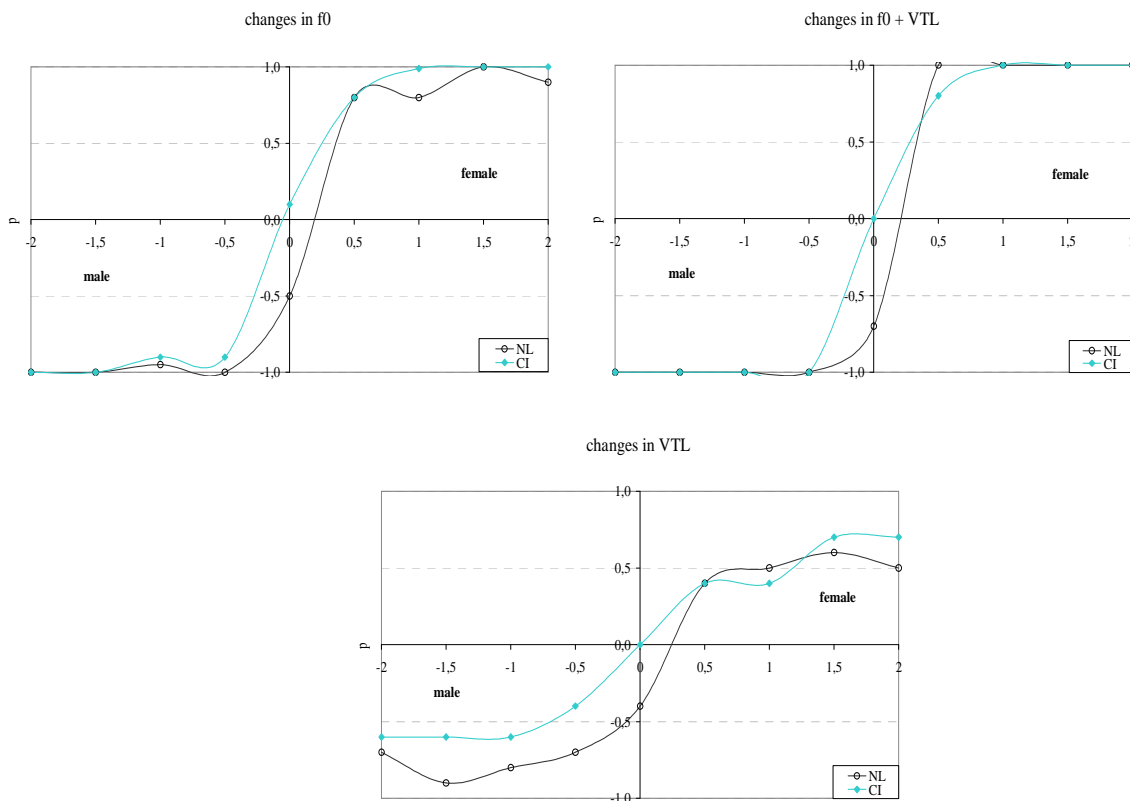 changes in f0
1,0
0,5
female
0,0
p
-2 -1,5 -1 -0,5 0 0,5 1 1,5 2
male
-0,5
NL
CI
-1,0
changes in f0 + VTL
1,0
0,5
female
0,0
p
-2 -1,5 -1 -0,5 0 0,5 1 1,5
male
-0,5
NL
CI
-1,0
changes in VTL
1,0
0,5
female
0,0
p
-2 -1,5 -1 -0,5 0 0,5 1 1,5 2
male
-0,5
NL
CI
-1,0